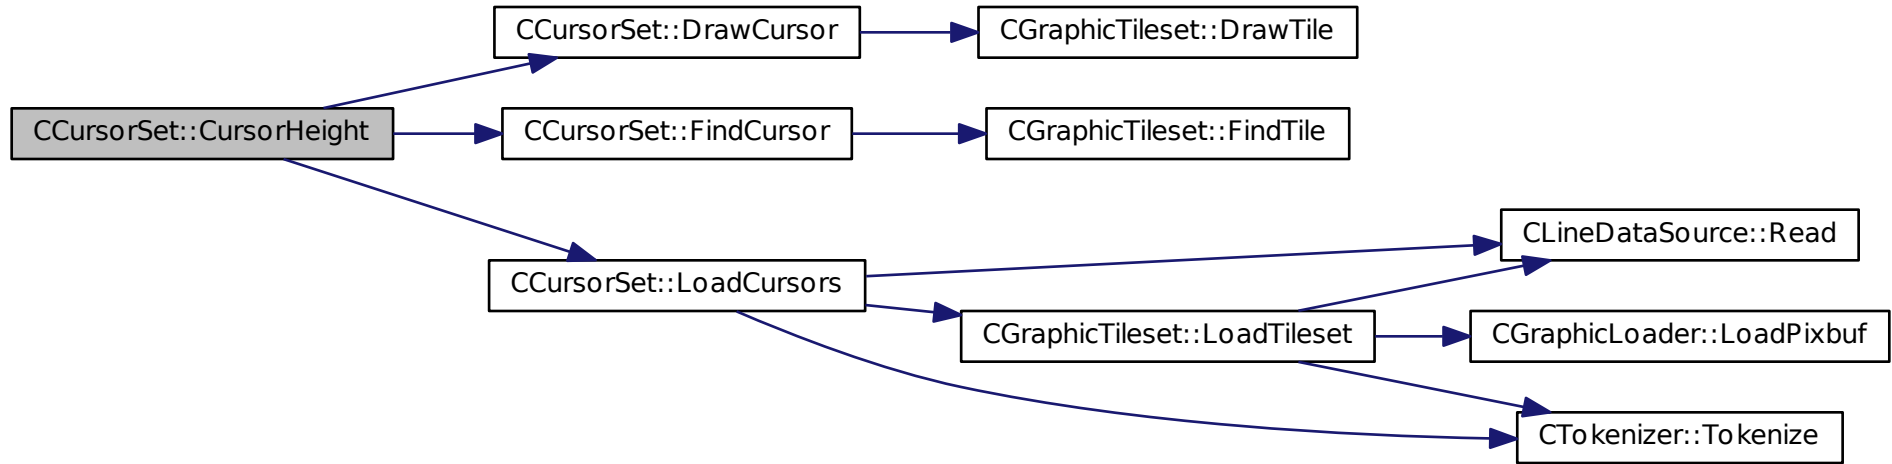 CCursorSet::DrawCursor
CGraphicTileset::DrawTile
CCursorSet::CursorHeight
CCursorSet::FindCursor
CGraphicTileset::FindTile
CLineDataSource::Read
CCursorSet::LoadCursors
CGraphicTileset::LoadTileset
CGraphicLoader::LoadPixbuf
CTokenizer::Tokenize